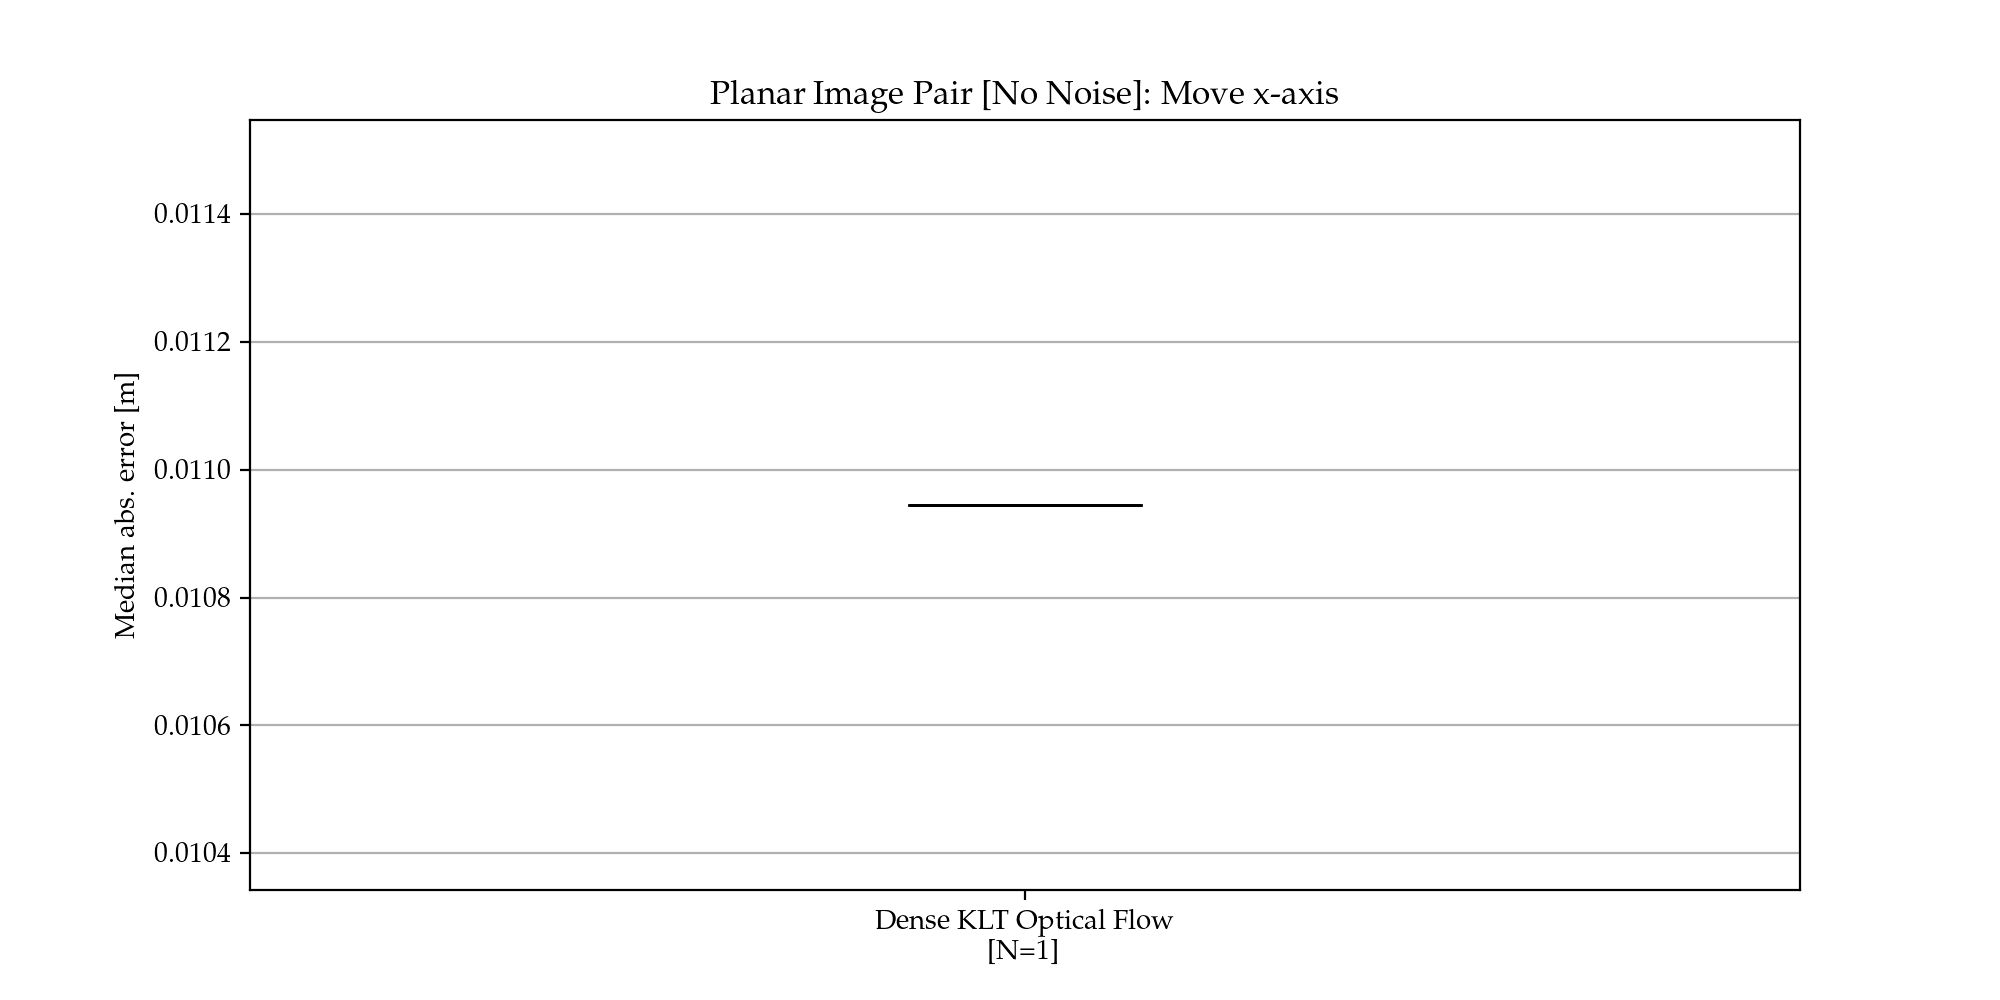 Planar Image Pair [No Noise]: Move x-axis
Median abs. error [m]
0.0114
0.0112
0.0110
0.0108
0.0106
0.0104
Dense KLT Optical Flow
[N=1]